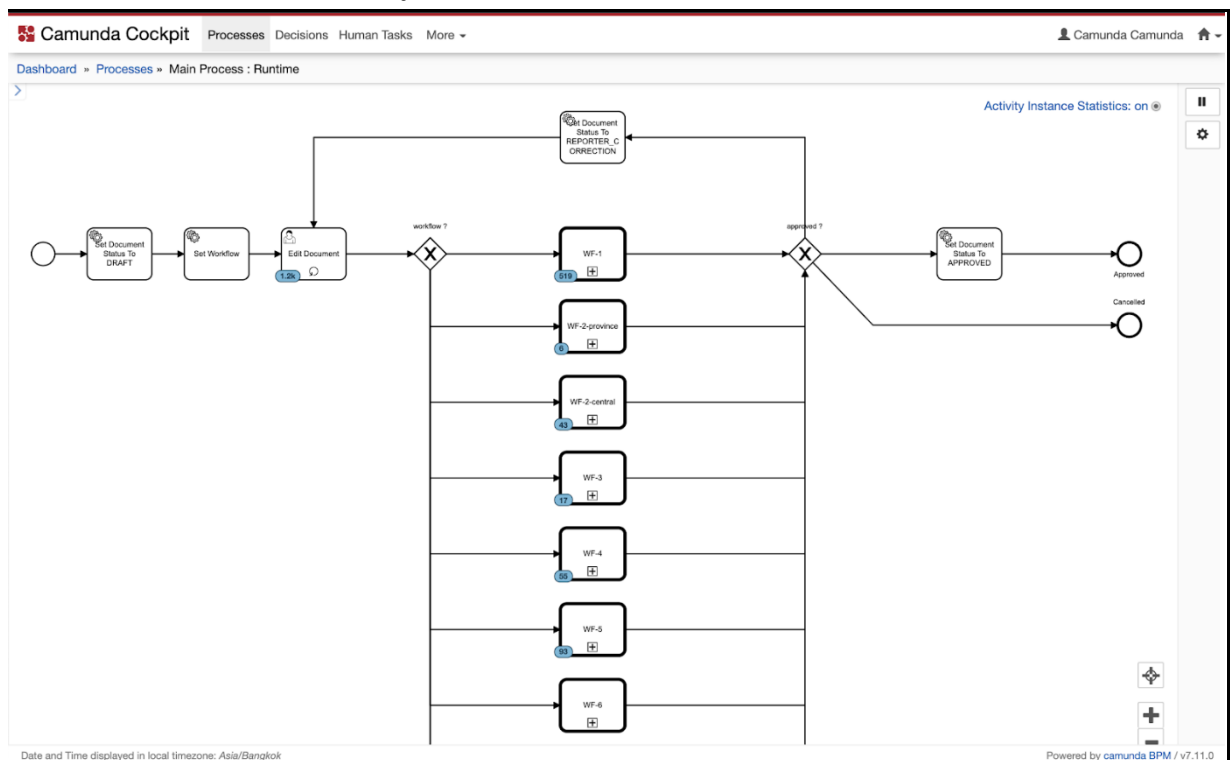 Camunda Cockpit Processes Decisions Human Tasks More
Camunda Camunda
Dashboard » Processes » Main Process : Runtime
Activity Instance Statistics: on
Set Document
Status To
REPORTER_C
ORRECTION
workflow ?
approved ?
Set Document
Status To
DRAFT
Set Workflow
Edit Document
1.2k
WF-1
519
Set Document
Status To
APPROVED
Approved
Cancelled
WF-2-province
6
WF-2-central
43
WF-3
17
WF-4
55
WF-5
93
WF-6
Date and Time displayed in local timezone: Asia/Bangkok
Powered by camunda BPM / v7.11.0